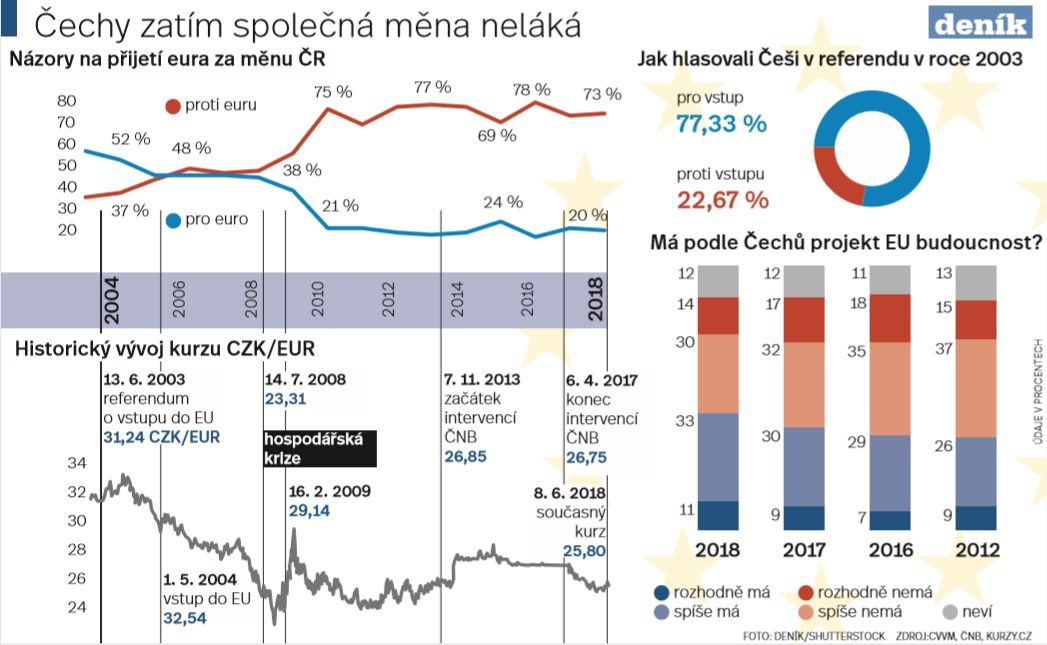 Čechy zatím společná měna neláká
deník
Názory na přijetí eura za měnu ČR
80
70
60
50
40
30
20
proti euru
pro euro
52 %
37 %
48 %
38 %
75 %
21 %
77 %
69 %
24 %
78 %
73 %
20 %
2004
2006
2008
2010
2012
2014
2016
2018
Historický vývoj kurzu CZK/EUR
13. 6. 2003
referendum
o vstupu do EU
31,24 CZK/EUR
14. 7. 2008
23,31
hospodářská
krize
7. 11. 2013
začátek
intervencí
ČNB
26,85
6. 4. 2017
konec
intervencí
ČNB
26,75
34
32
30
28
26
24
16. 2. 2009
29,14
8. 6. 2018
současný
kurz
25,80
1. 5. 2004
vstup do EU
32,54
Jak hlasovali Češi v referendu v roce 2003
pro vstup
77,33 %
proti vstupu
22,67 %
Má podle Čechů projekt EU budoucnost?
12
14
30
33
11
2018
12
17
32
30
9
2017
11
18
35
29
7
2016
13
15
37
26
9
2012
ÚDAJE V PROCENTECH
rozhodně má
rozhodně nemá
spíše má
spíše nemá
neví
FOTO: DENÍK/SHUTTERSTOCK ZDROJ:CVVM, ČNB, KURZY.CZ